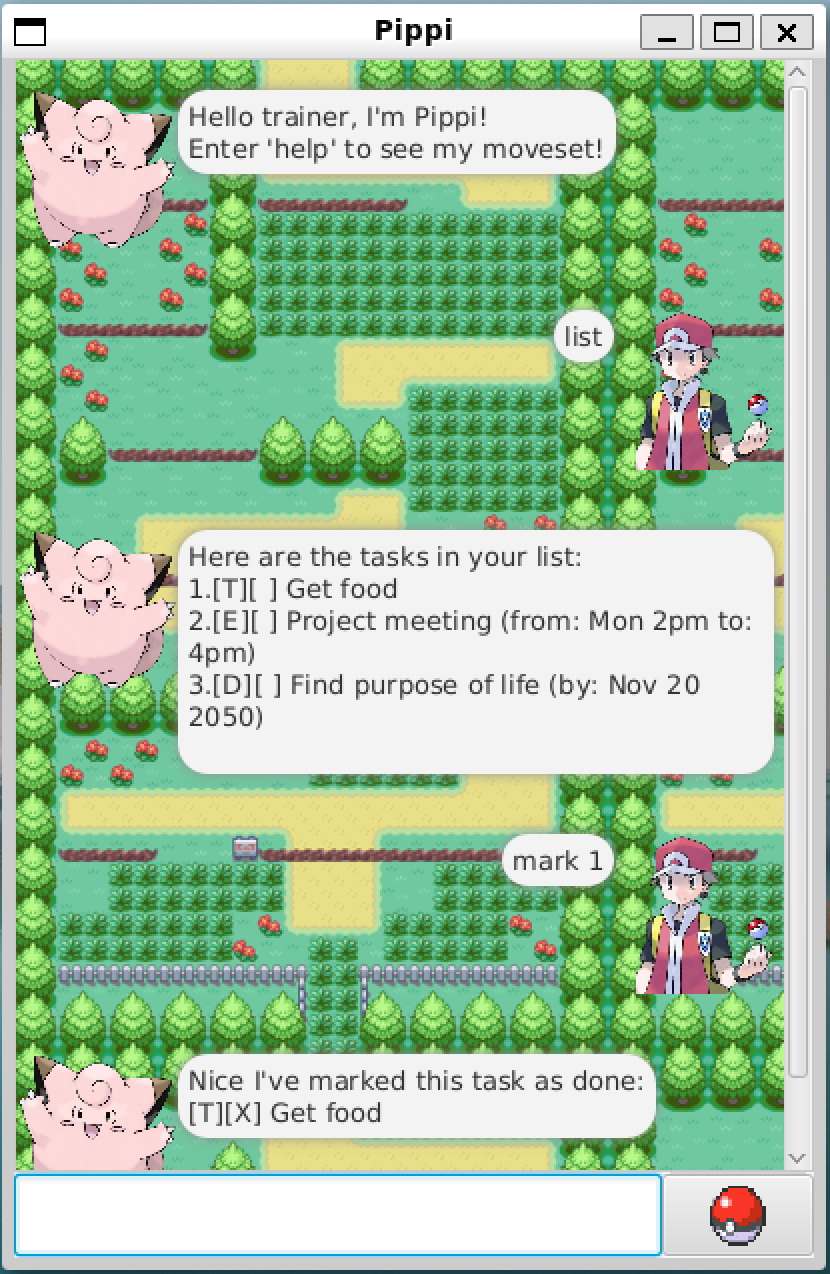 Pippi
Hello trainer, I'm Pippi!
Enter 'help' to see my moveset!
list
Here are the tasks in your list:
1.[T][ ] Get food
2.[E][ ] Project meeting (from: Mon 2pm to:
4pm)
3.[D][ ] Find purpose of life (by: Nov 20
2050)
mark 1
Nice I've marked this task as done:
[T][X] Get food